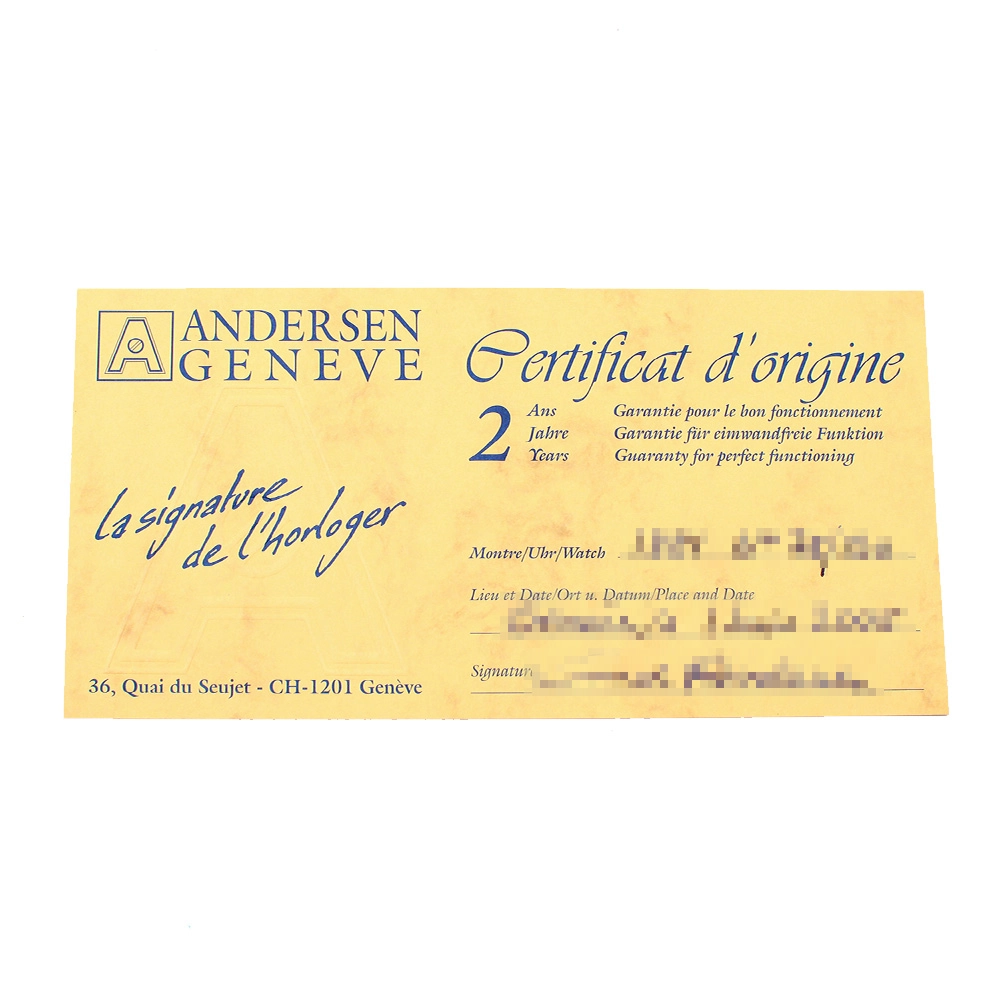 A ANDERSEN
GENEVE
la signature
de l'horloger
36, Quai du Seujet - CH-1201 Genève
Certificat d'origine
2
Ans Garantie pour le bon fonctionnement
Jahre Garantie für eimwandfreie Funktion
Years Guaranty for perfect functioning
Montre/Uhr/Watch
Lieu et Date/Ort u. Datum/Place and Date
Signature